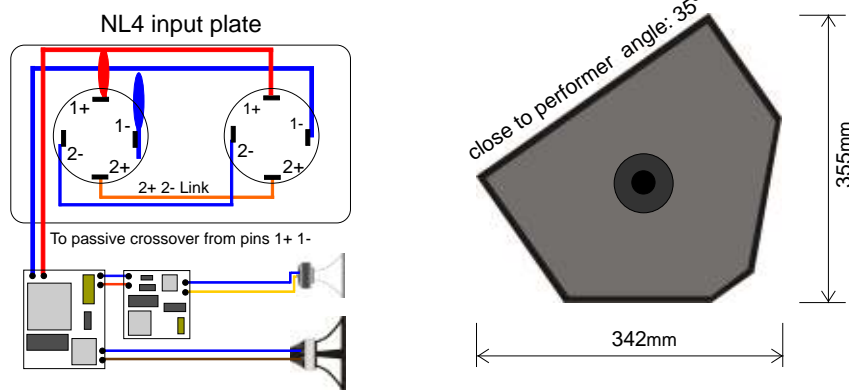 NL4 input plate
1+
1-
2-
2+
1+
1-
2-
2+
2+ 2- Link
To passive crossover from pins 1+ 1-
close to performer angle: 35°
355mm
342mm